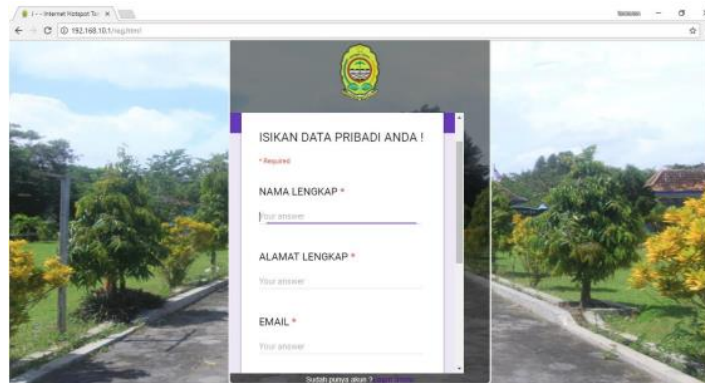 Internet Hotspot
192.168.10.1/reg.html
ISIKAN DATA PRIBADI ANDA !
* Required
NAMA LENGKAP *
Your answer
ALAMAT LENGKAP *
Your answer
EMAIL *
Your answer
Sudah punya akun ?